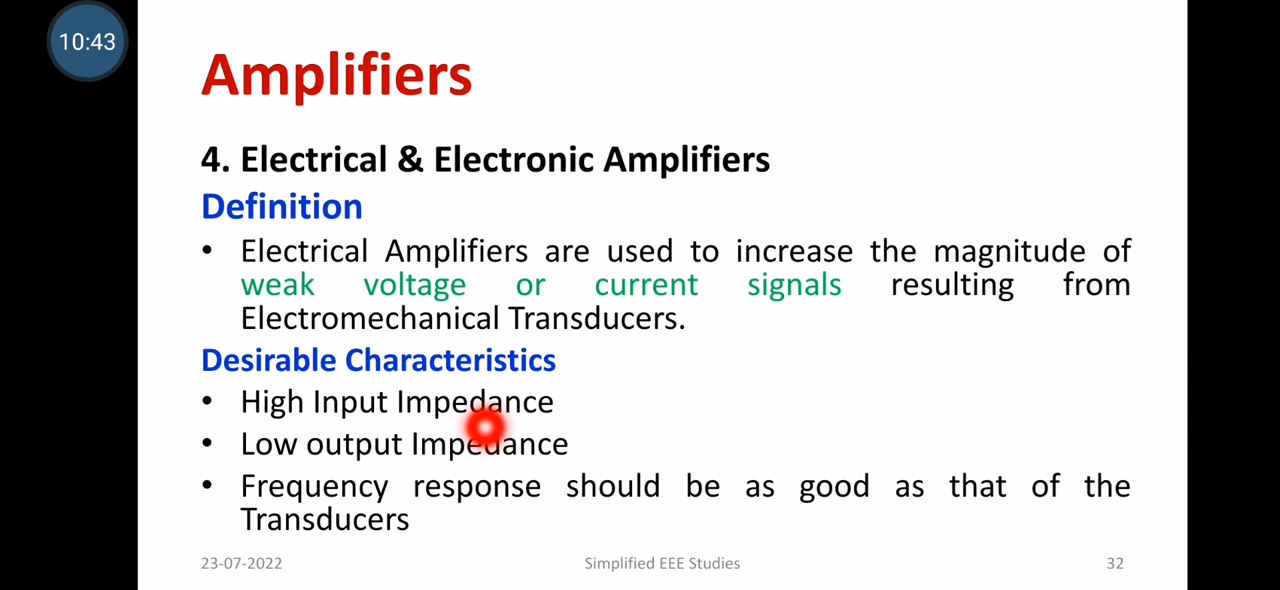 10:43
Amplifiers
4. Electrical & Electronic Amplifiers
Definition
• Electrical Amplifiers are used to increase the magnitude of
weak voltage or current signals resulting from
Electromechanical Transducers.
Desirable Characteristics
• High Input Impedance
• Low output Impedance
• Frequency response should be as good as that of the
Transducers
23-07-2022 Simplified EEE Studies 32